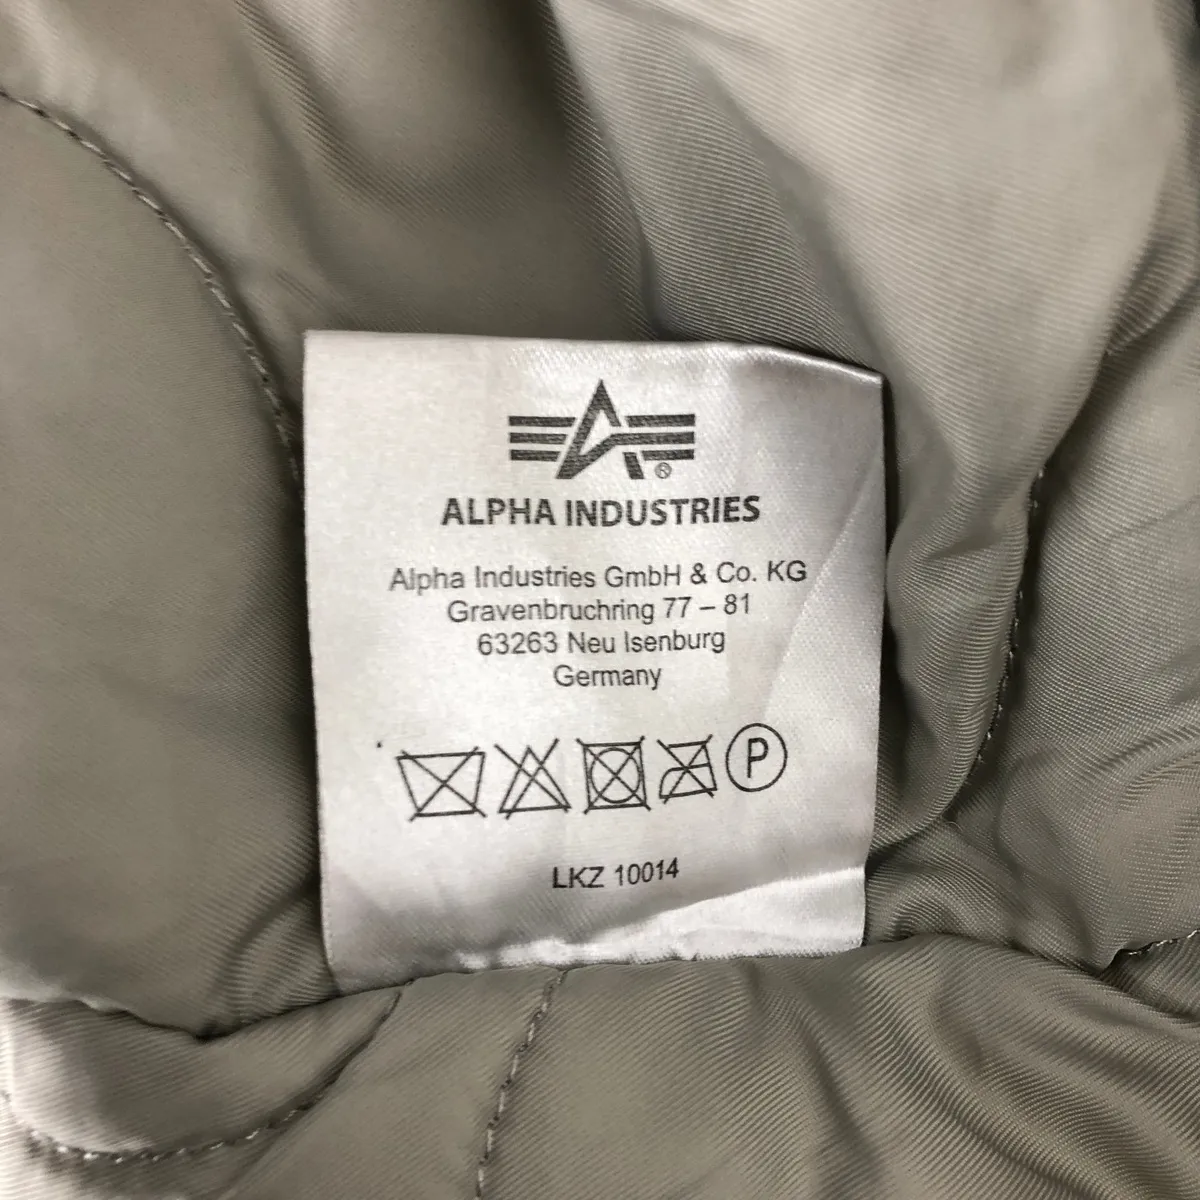 ®
ALPHA INDUSTRIES
Alpha Industries GmbH & Co. KG
Gravenbruchring 77 – 81
63263 Neu Isenburg
Germany
P
LKZ 10014